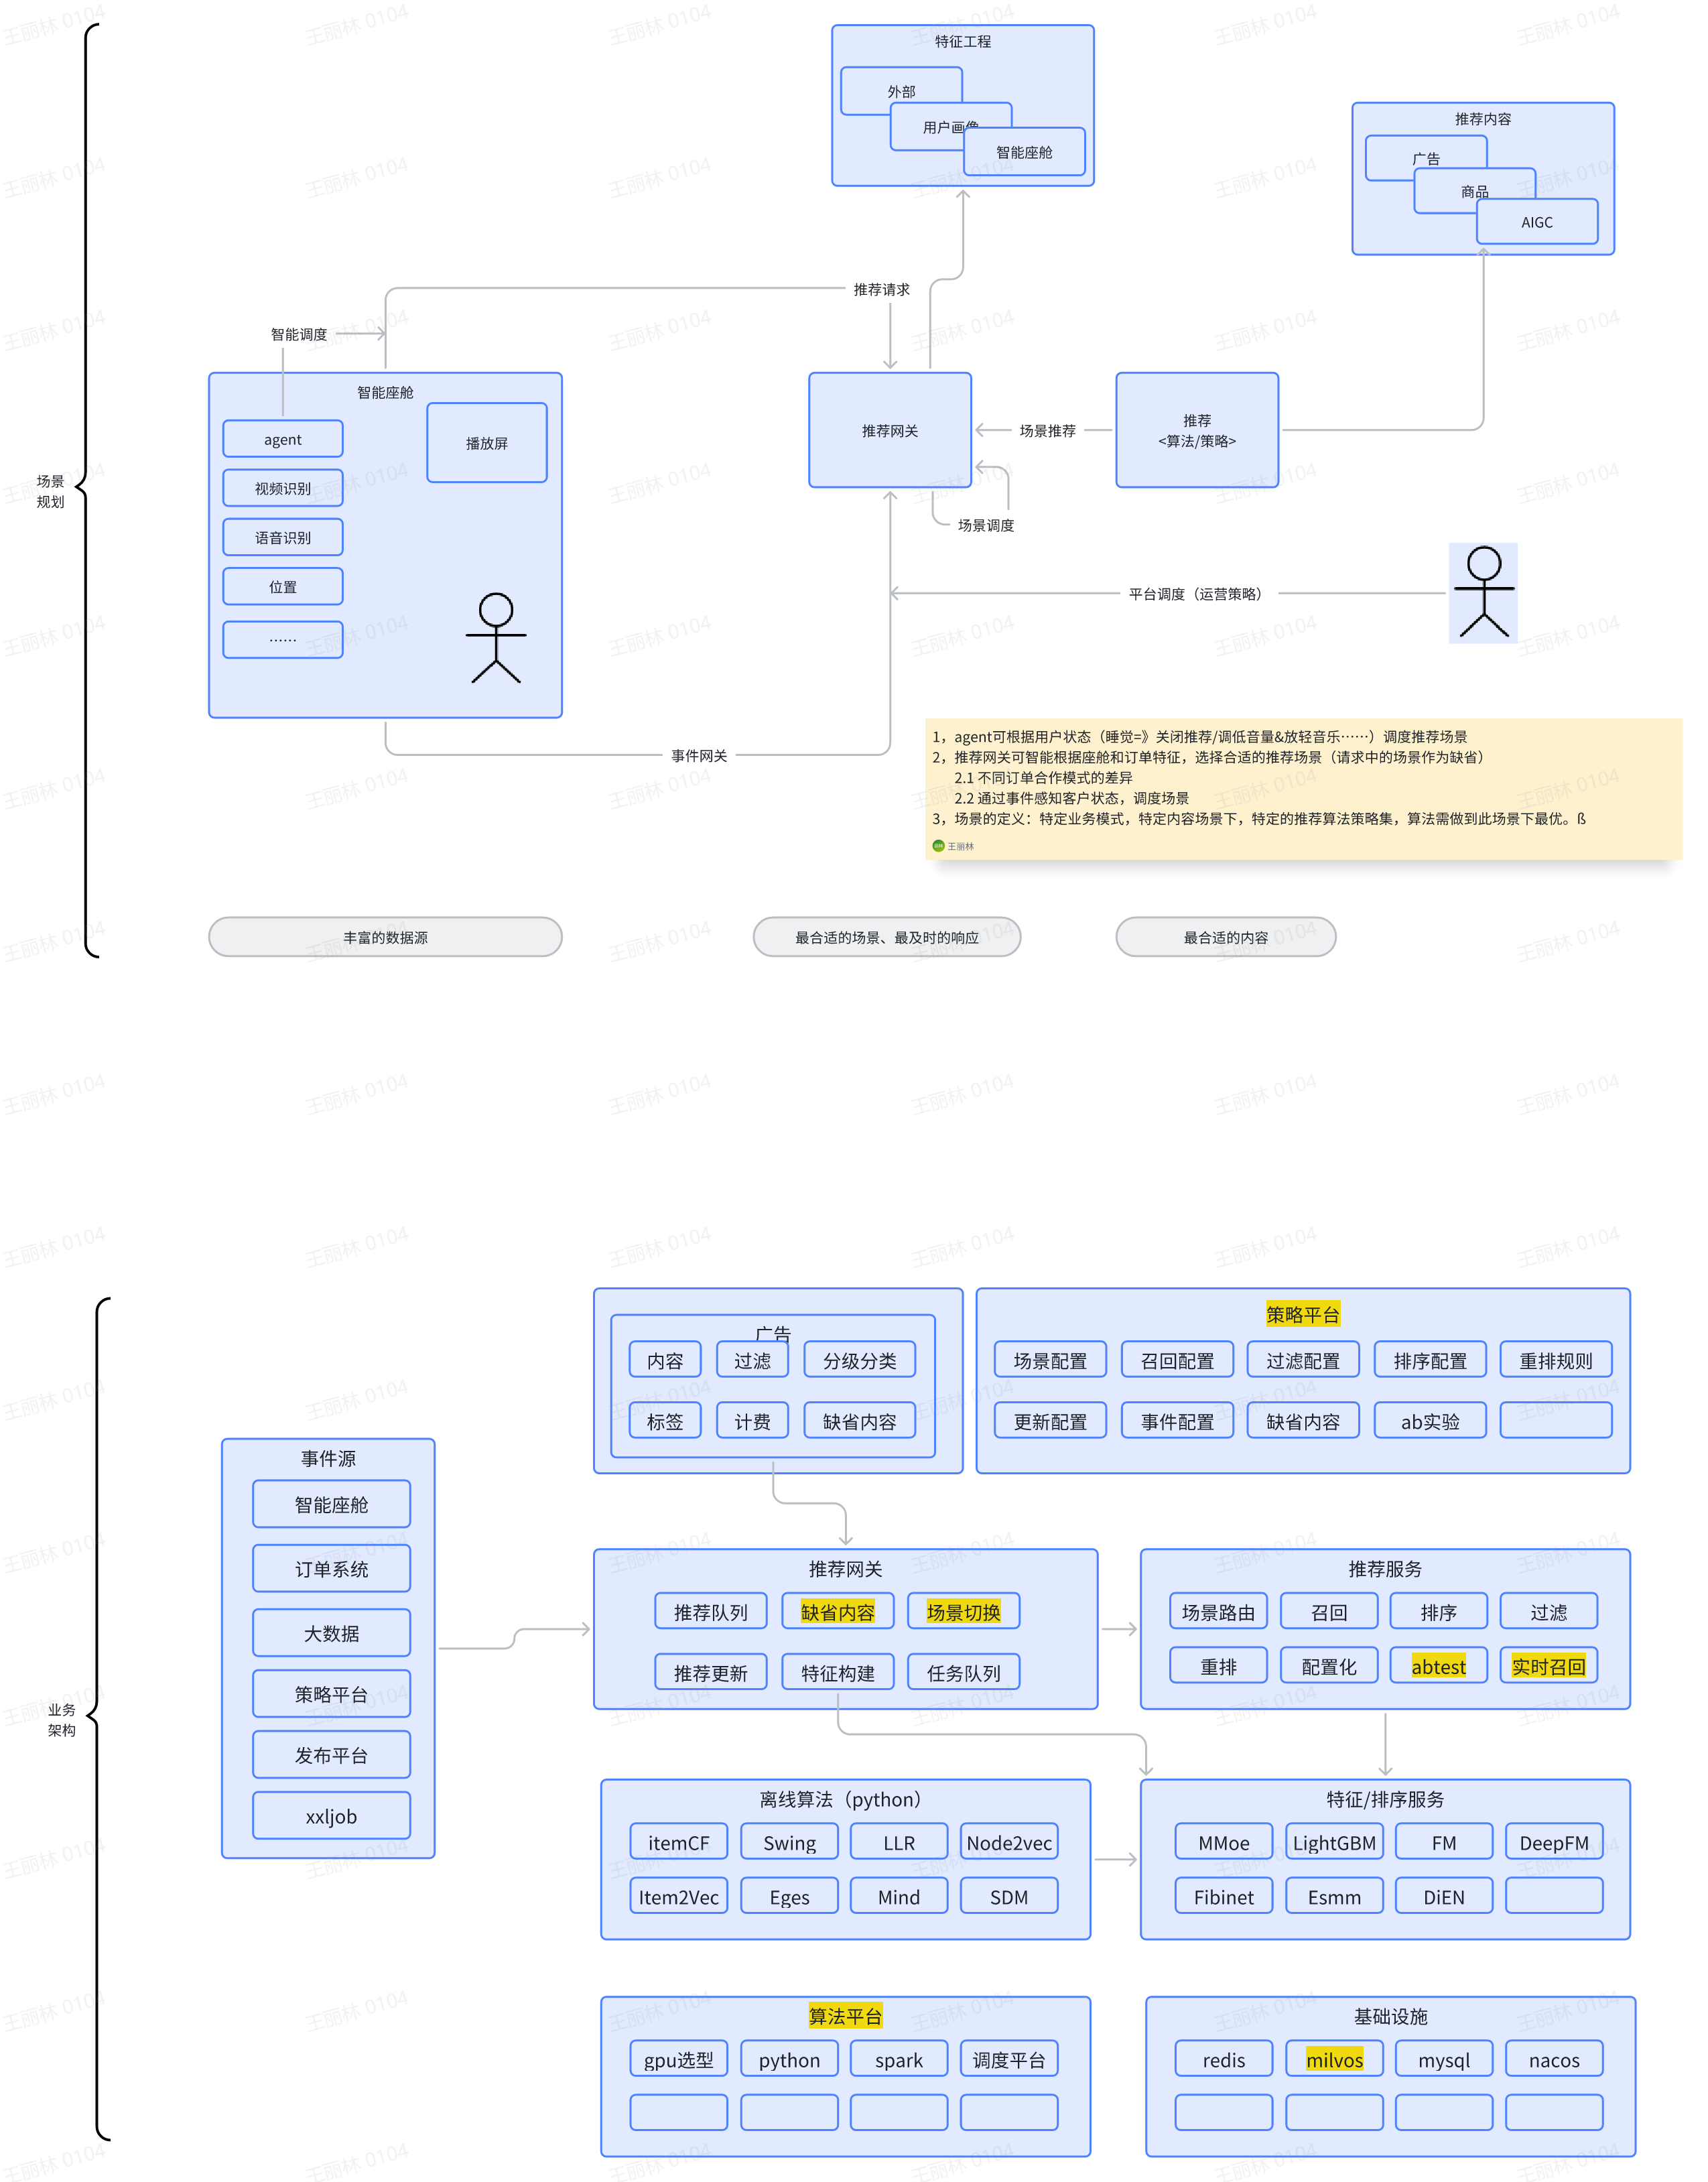 特征工程
外部
用户画像
智能座舱
推荐内容
广告
商品
AIGC
推荐请求
智能调度
智能座舱
agent
播放屏
视频识别
语音识别
位置
……
推荐网关
场景推荐
推荐
<算法/策略>
场景调度
场景
规划
平台调度（运营策略）
事件网关
1，agent可根据用户状态（睡觉=》关闭推荐/调低音量&放轻音乐……）调度推荐场景
2，推荐网关可智能根据座舱和订单特征，选择合适的推荐场景（请求中的场景作为缺省）
2.1 不同订单合作模式的差异
2.2 通过事件感知客户状态，调度场景
3，场景的定义：特定业务模式，特定内容场景下，特定的推荐算法策略集，算法需做到此场景下最优。ß
王丽林
丰富的数据源
最合适的场景、最及时的响应
最合适的内容
广告
内容
过滤
分级分类
标签
计费
缺省内容
策略平台
场景配置
召回配置
过滤配置
排序配置
重排规则
更新配置
事件配置
缺省内容
ab实验
事件源
智能座舱
订单系统
大数据
策略平台
发布平台
xxljob
业务
架构
推荐网关
推荐队列
缺省内容
场景切换
推荐更新
特征构建
任务队列
推荐服务
场景路由
召回
排序
过滤
重排
配置化
abtest
实时召回
离线算法（python）
itemCF
Swing
LLR
Node2vec
Item2Vec
Eges
Mind
SDM
特征/排序服务
MMoe
LightGBM
FM
DeepFM
Fibinet
Esmm
DiEN
算法平台
gpu选型
python
spark
调度平台
基础设施
redis
milvos
mysql
nacos
王丽林 0104